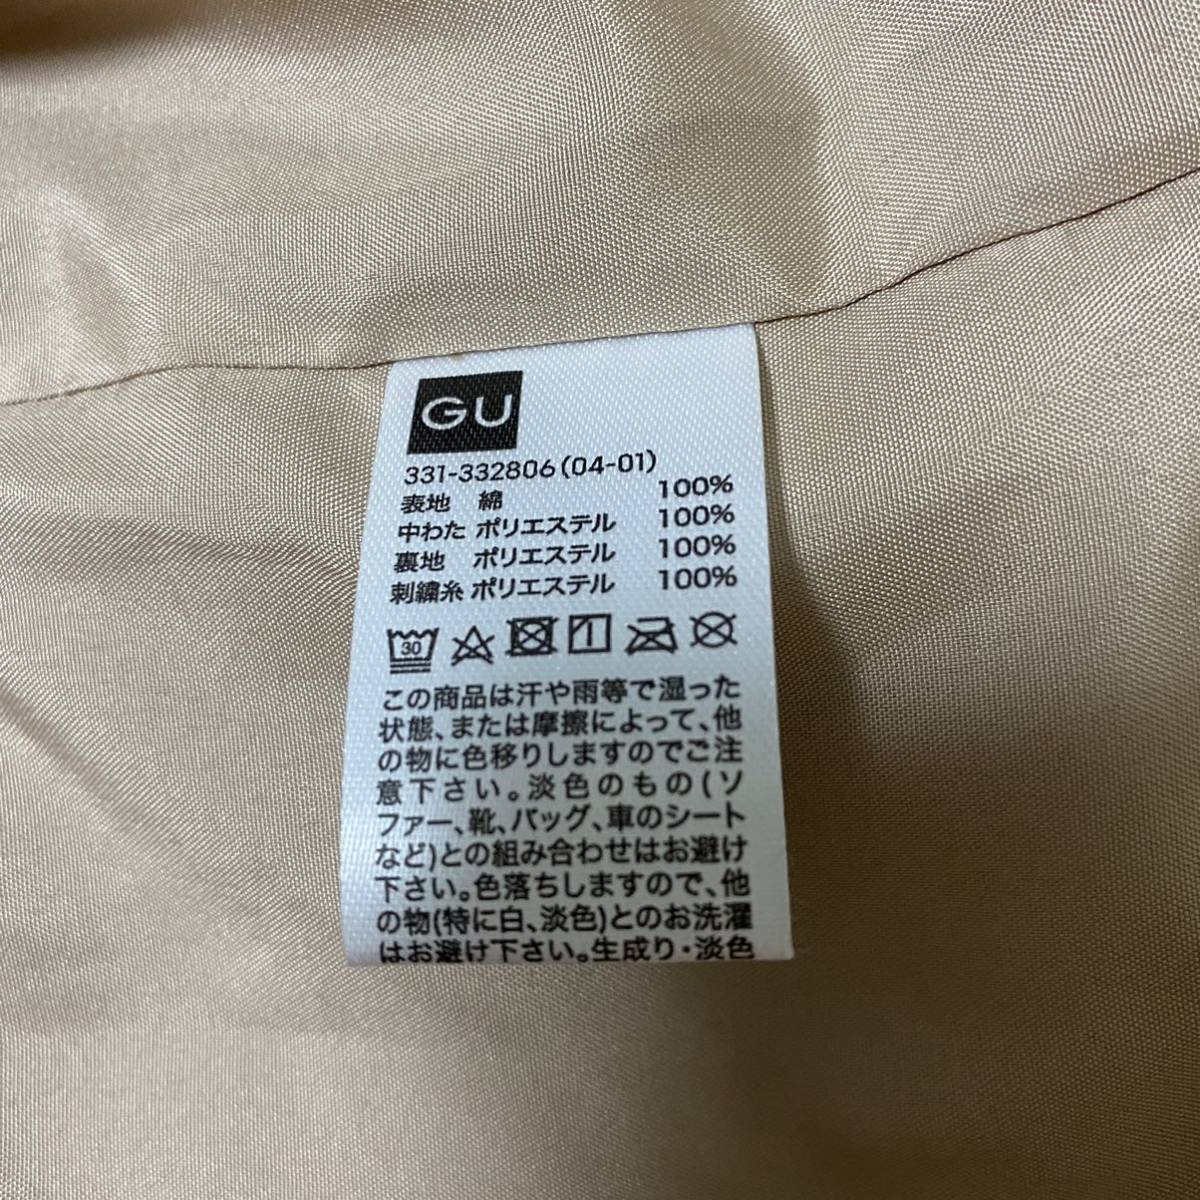 GU
331-332806(04-01)
表地 綿 100%
中わた ポリエステル 100%
裏地 ポリエステル 100%
刺繍糸 ポリエステル 100%
30
この商品は汗や雨等で湿った
状態、または摩擦によって、他
の物に色移りしますのでご注
意下さい。淡色のもの(ソ
ファー、靴、バッグ、車のシート
など)との組み合わせはお避け
下さい。色落ちしますので、他
の物(特に白、淡色)とのお洗濯
はお避け下さい。生成り・淡色